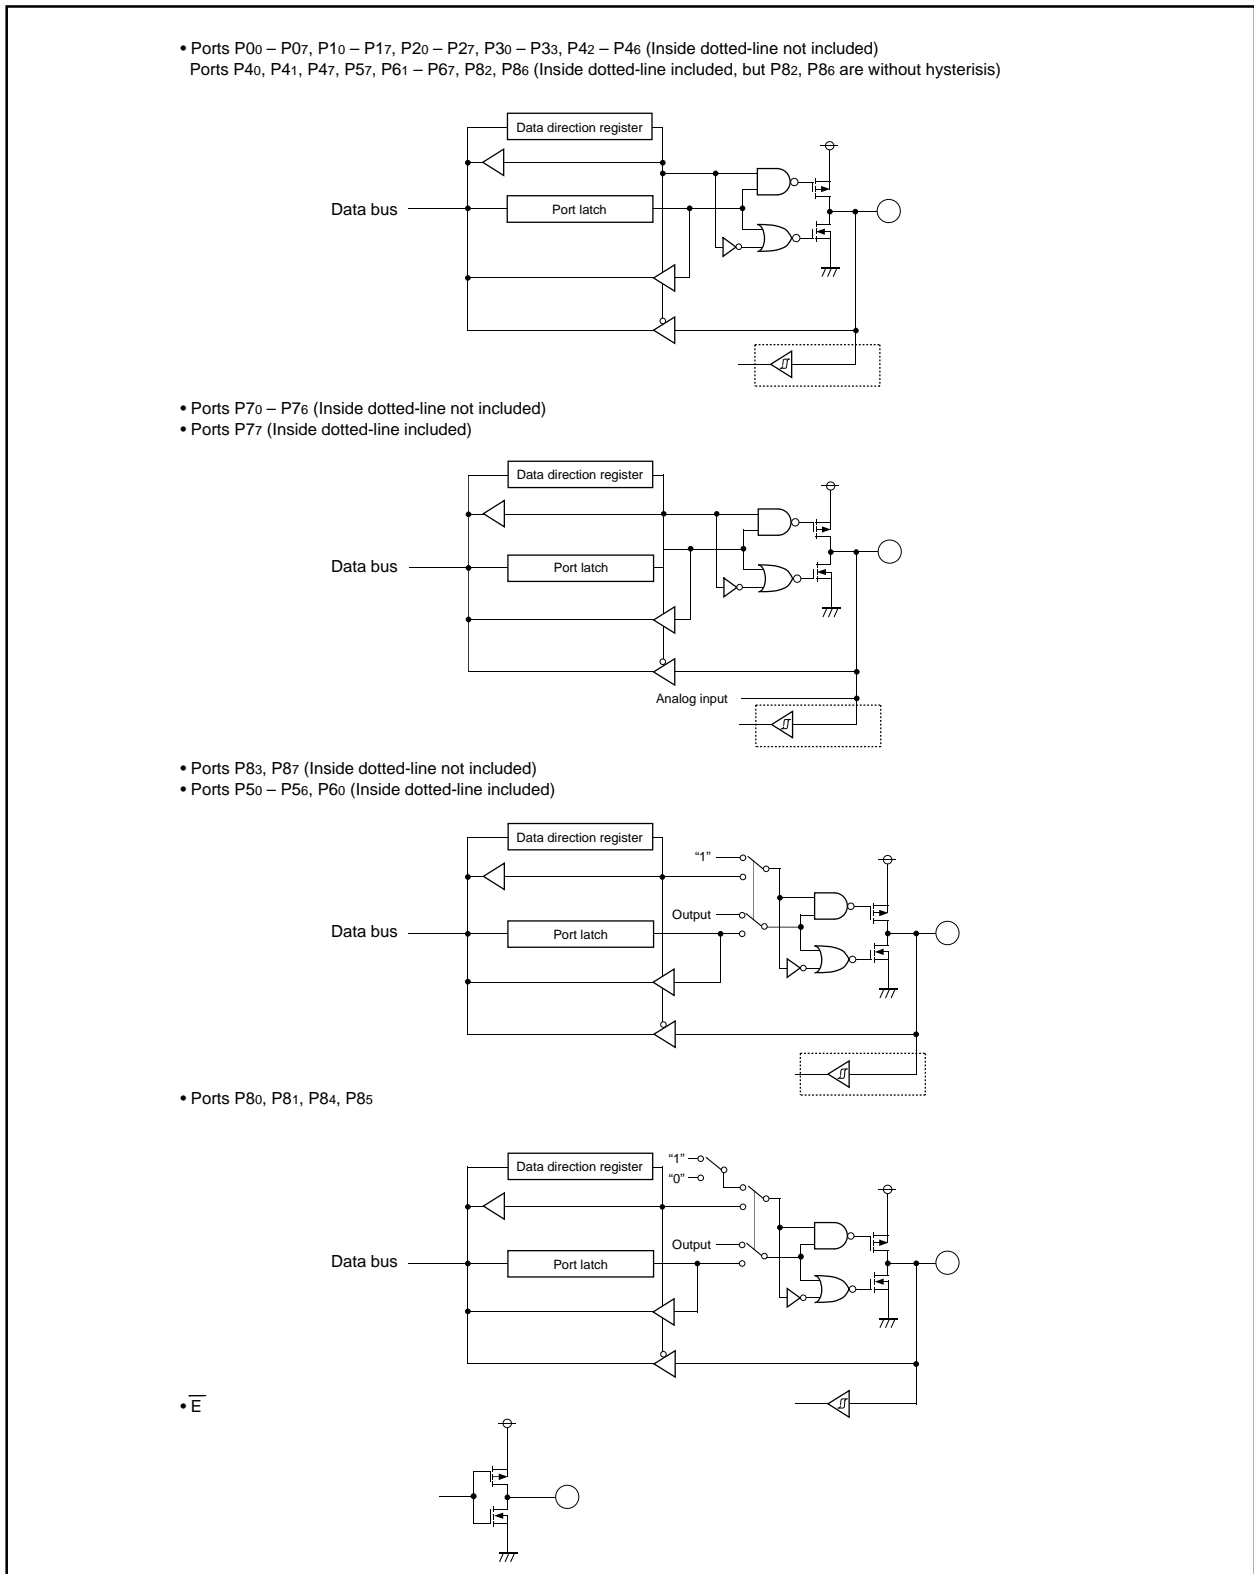 • Ports P00 – P07, P10 – P17, P20 – P27, P30 – P33, P42 – P46 (Inside dotted-line not included)
Ports P40, P41, P47, P57, P61 – P67, P82, P86 (Inside dotted-line included, but P82, P86 are without hysterisis)
Data direction register
Data bus
Port latch
• Ports P70 – P76 (Inside dotted-line not included)
• Ports P77 (Inside dotted-line included)
Data direction register
Data bus
Port latch
Analog input
• Ports P83, P87 (Inside dotted-line not included)
• Ports P50 – P56, P60 (Inside dotted-line included)
Data direction register
“1”
Output
Data bus
Port latch
• Ports P80, P81, P84, P85
“1”
Data direction register
“0”
Output
Data bus
Port latch
• E̅